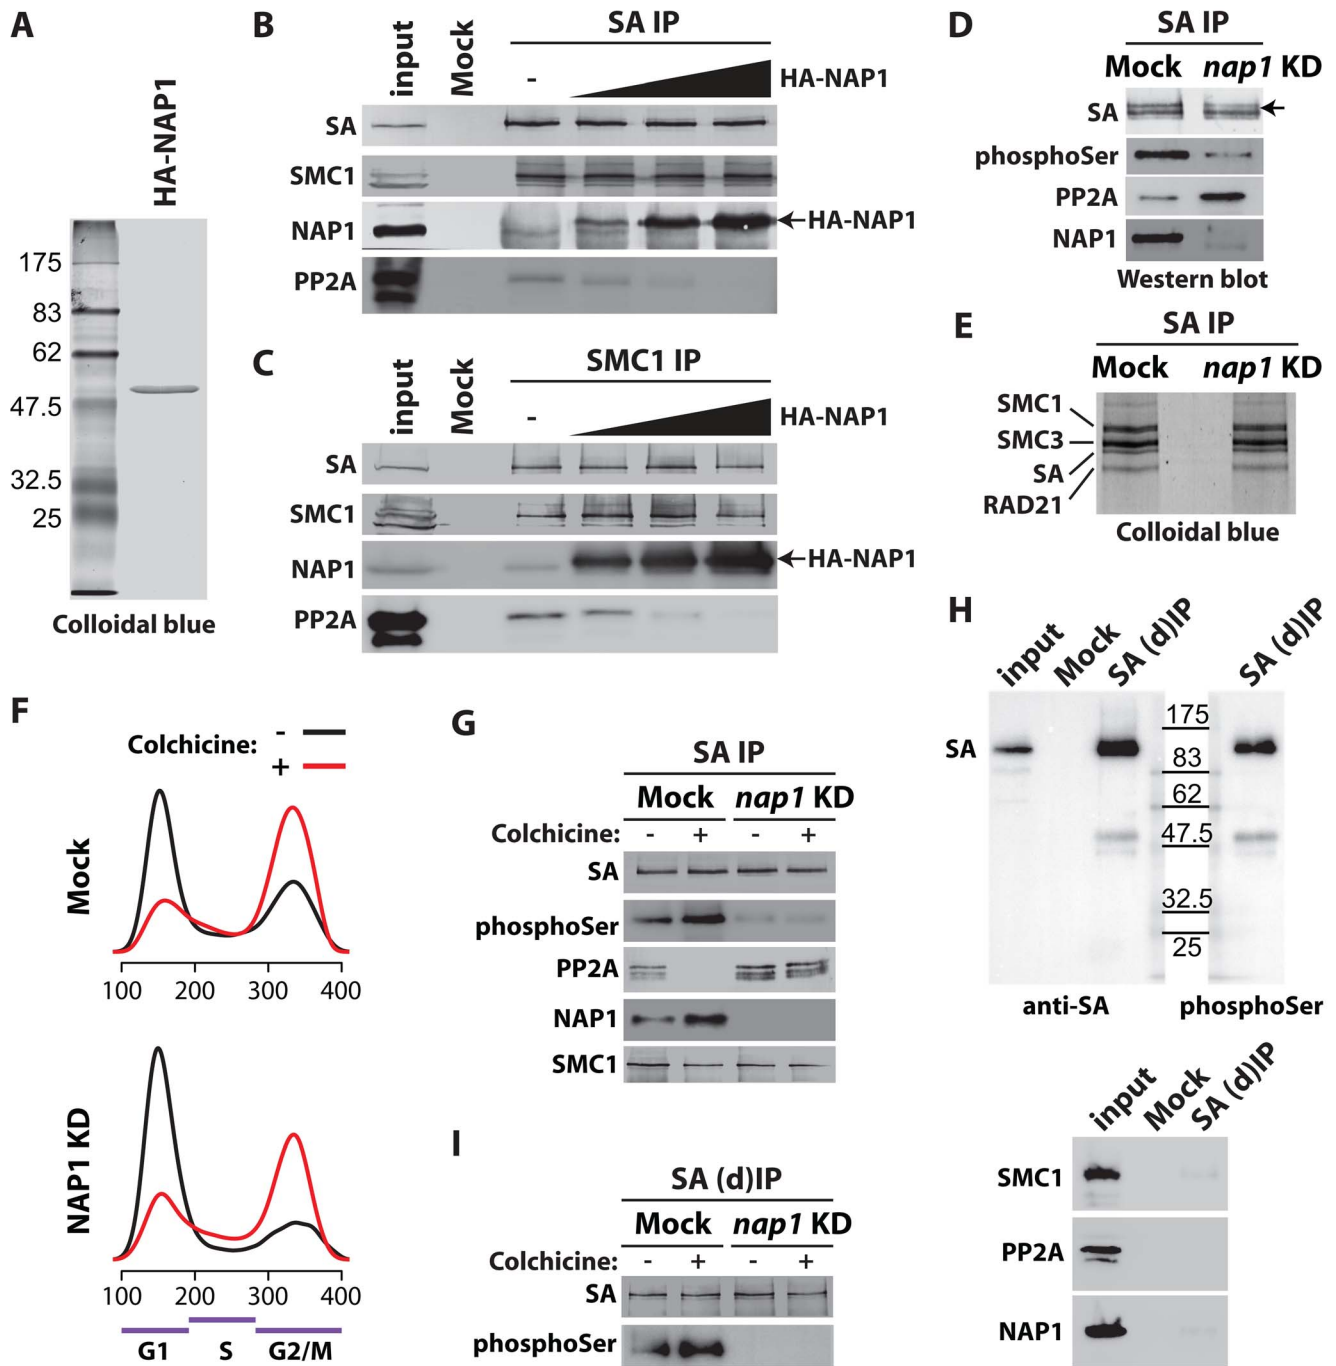 A
HA-NAP1
175
83
62
47.5
32.5
25
Colloidal blue
B
input
Mock
SA IP
-
HA-NAP1
SA
SMC1
NAP1
HA-NAP1
PP2A
C
input
Mock
SMC1 IP
-
HA-NAP1
SA
SMC1
NAP1
HA-NAP1
PP2A
D
SA IP
Mock nap1 KD
SA
phosphoSer
PP2A
NAP1
Western blot
E
SA IP
Mock nap1 KD
SMC1
SMC3
SA
RAD21
Colloidal blue
F
Colchicine: -
+
Mock
100 200 300 400
NAP1 KD
100 200 300 400
G1 S G2/M
G
SA IP
Mock nap1 KD
Colchicine: - + - +
SA
phosphoSer
PP2A
NAP1
SMC1
H
input
Mock
SA (d)IP
SA (d)IP
SA
175
83
62
47.5
32.5
25
anti-SA phosphoSer
input
Mock
SA (d)IP
SMC1
PP2A
NAP1
I
SA (d)IP
Mock nap1 KD
Colchicine: - + - +
SA
phosphoSer